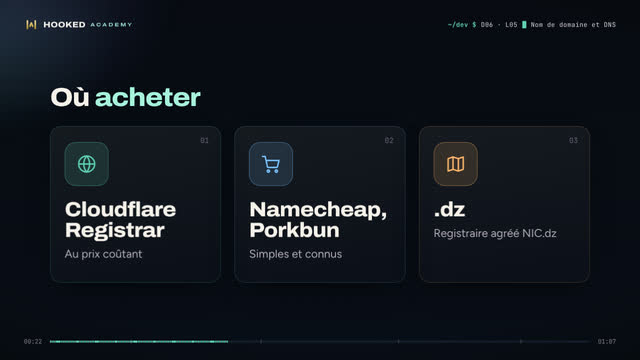 HOOKED ACADEMY
~/dev $ D06 · L05 Nom de domaine et DNS
Où acheter
01
Cloudflare
Registrar
Au prix coûtant
02
Namecheap,
Porkbun
Simples et connus
03
.dz
Registraire agréé NIC.dz
00:22
01:07